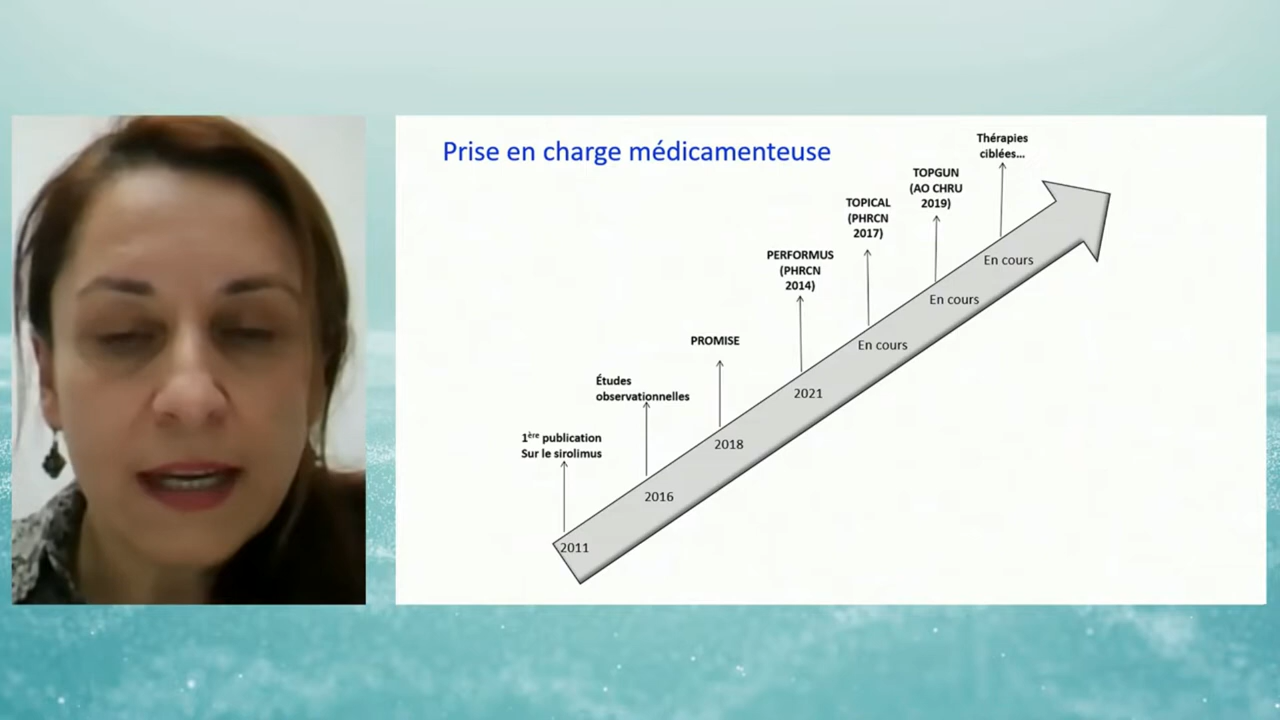 Prise en charge médicamenteuse
Thérapies
ciblées...
TOPGUN
(AO CHRU
2019)
TOPICAL
(PHRCN
2017)
PERFORMUS
(PHRCN
2014)
PROMISE
Études
observationnelles
1ère publication
Sur le sirolimus
2011
2016
2018
2021
En cours
En cours
En cours